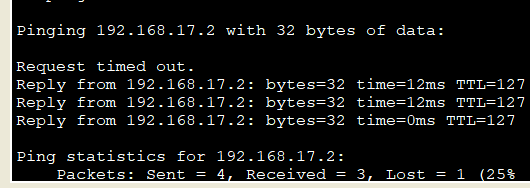 Pinging 192.168.17.2 with 32 bytes of data:
Request timed out.
Reply from 192.168.17.2: bytes=32 time=12ms TTL=127
Reply from 192.168.17.2: bytes=32 time=12ms TTL=127
Reply from 192.168.17.2: bytes=32 time=0ms TTL=127
Ping statistics for 192.168.17.2:
Packets: Sent = 4, Received = 3, Lost = 1 (25%